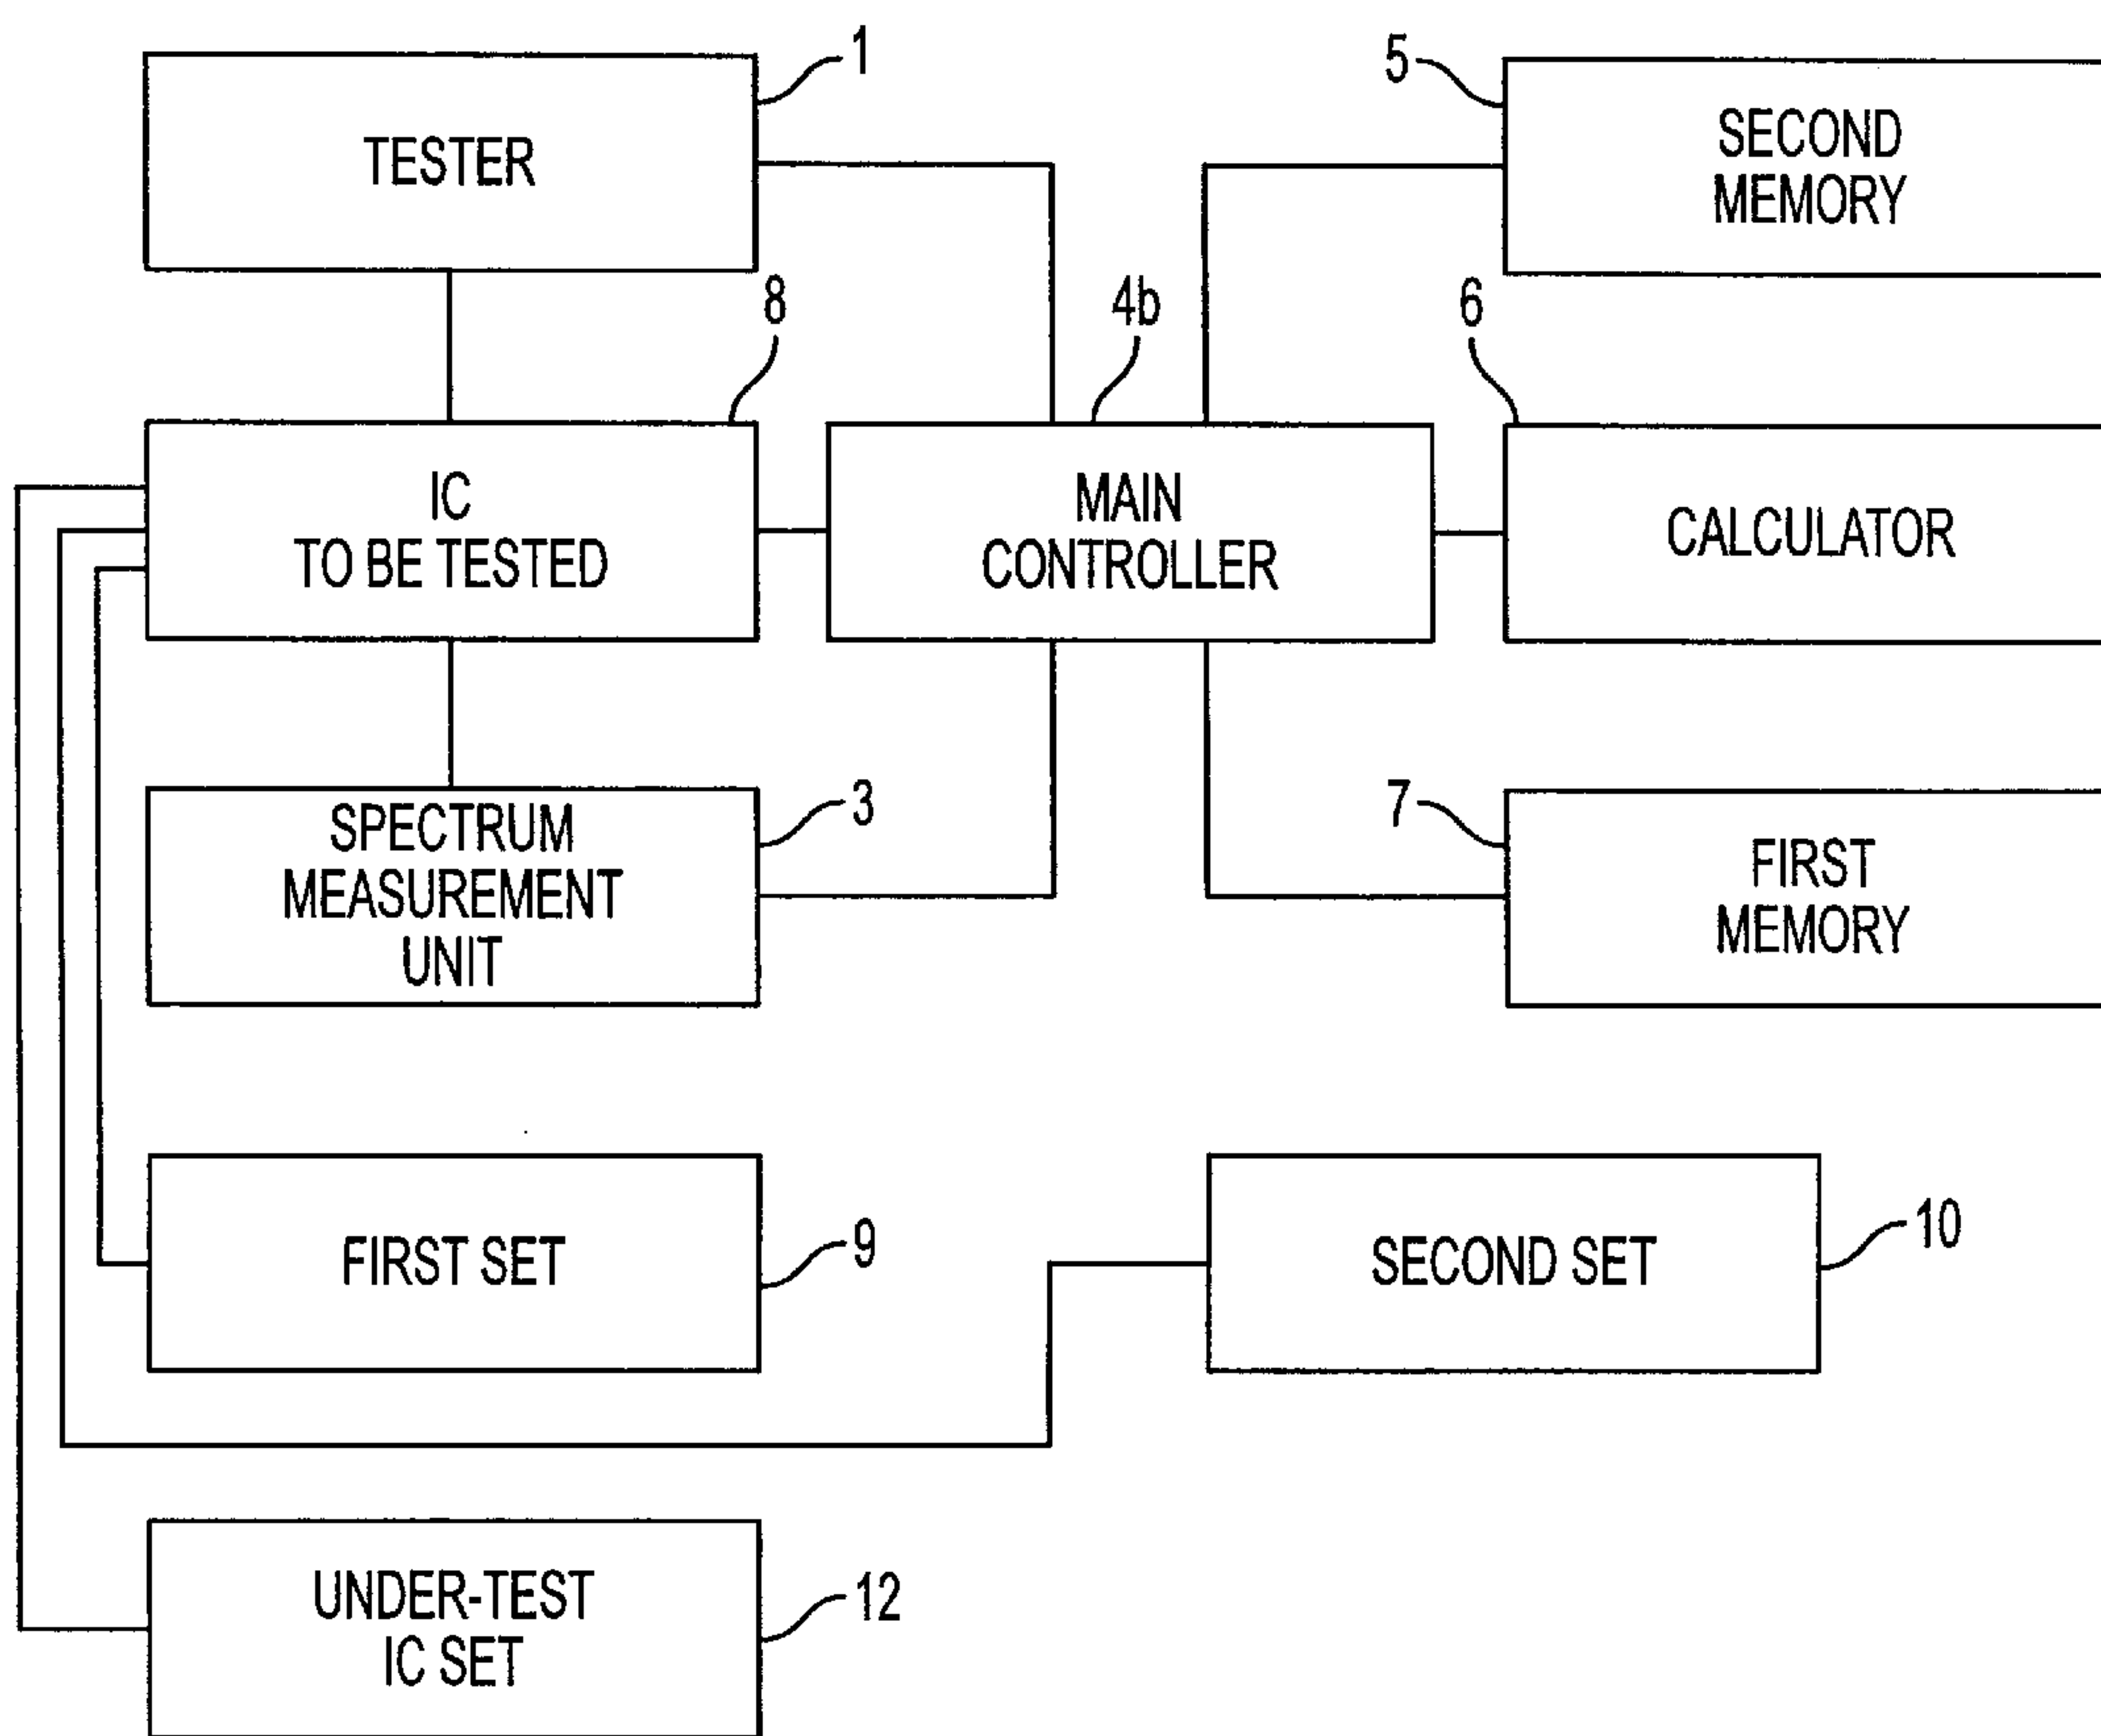 1
TESTER
5
SECOND
MEMORY
8
IC
TO BE TESTED
4b
MAIN
CONTROLLER
6
CALCULATOR
3
SPECTRUM
MEASUREMENT
UNIT
7
FIRST
MEMORY
9
FIRST SET
10
SECOND SET
12
UNDER-TEST
IC SET